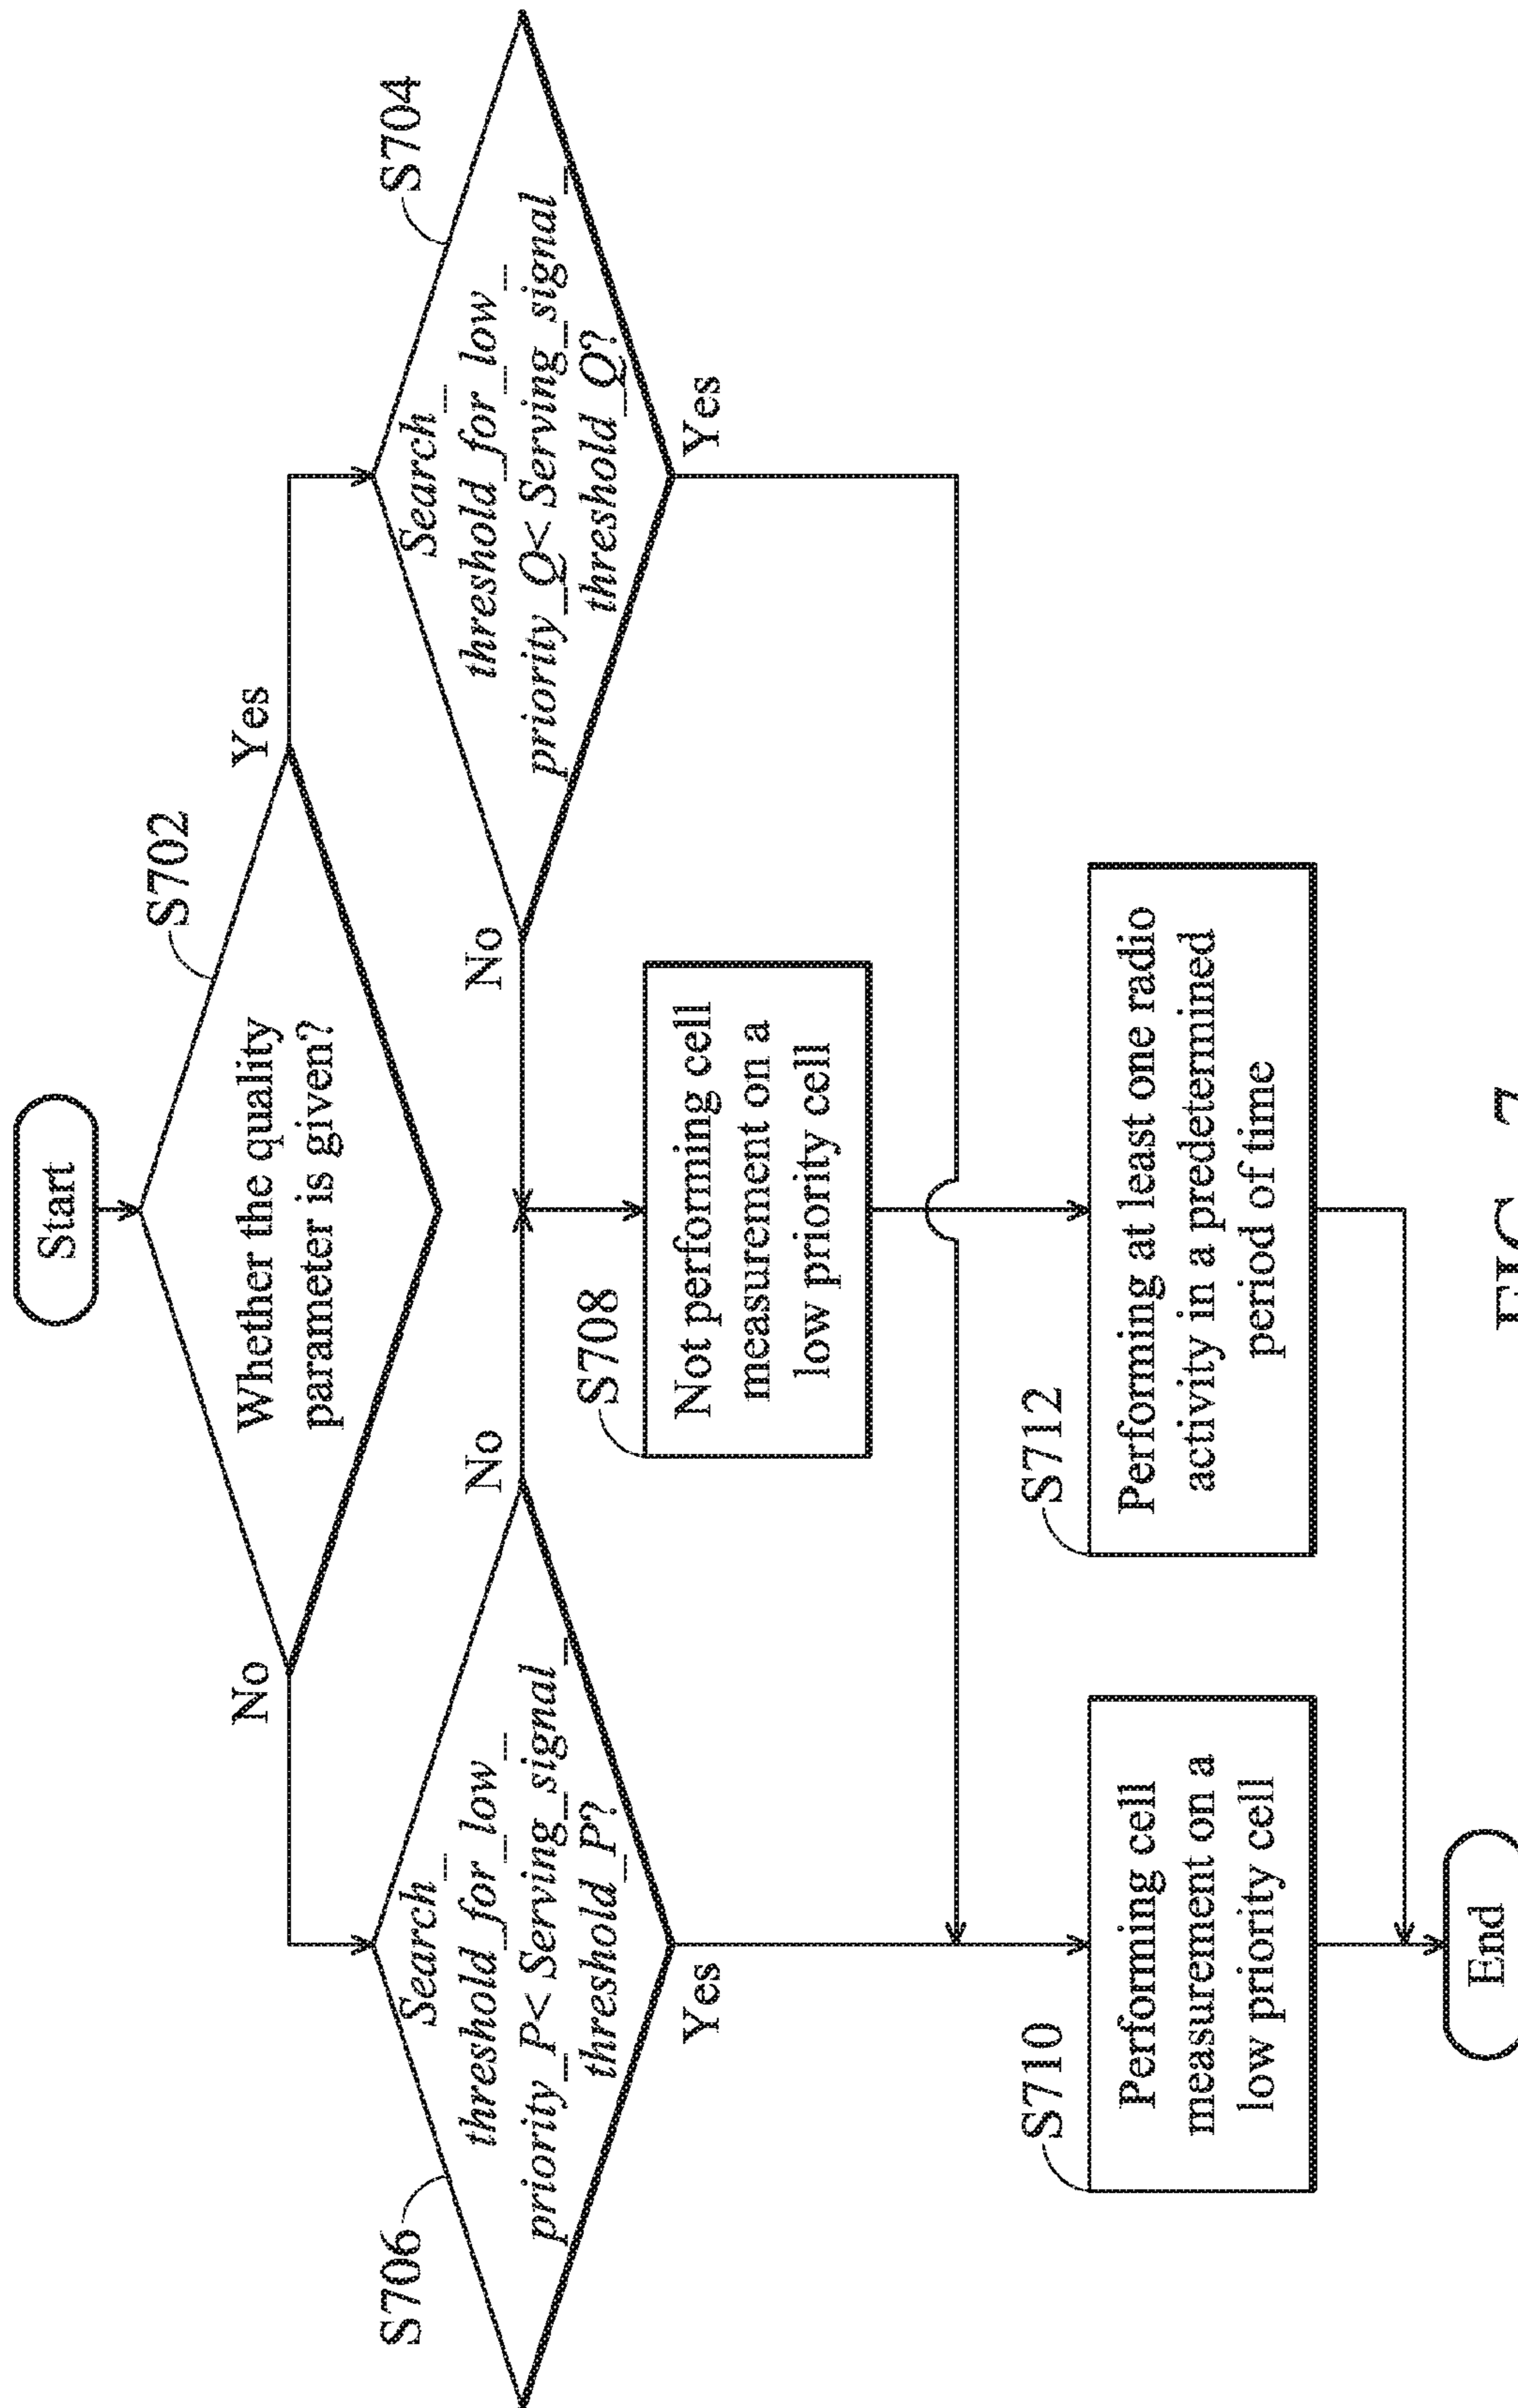 Start
S702
Whether the quality
parameter is given?
No
Yes
S706
Search_
threshold_for_low_
priority_P< Serving_signal_
threshold_P?
No
Yes
S704
Search_
threshold_for_low_
priority_Q< Serving_signal_
threshold_Q?
No
Yes
S708
Not performing cell
measurement on a
low priority cell
S710
Performing cell
measurement on a
low priority cell
S712
Performing at least one radio
activity in a predetermined
period of time
End
FIG. 7